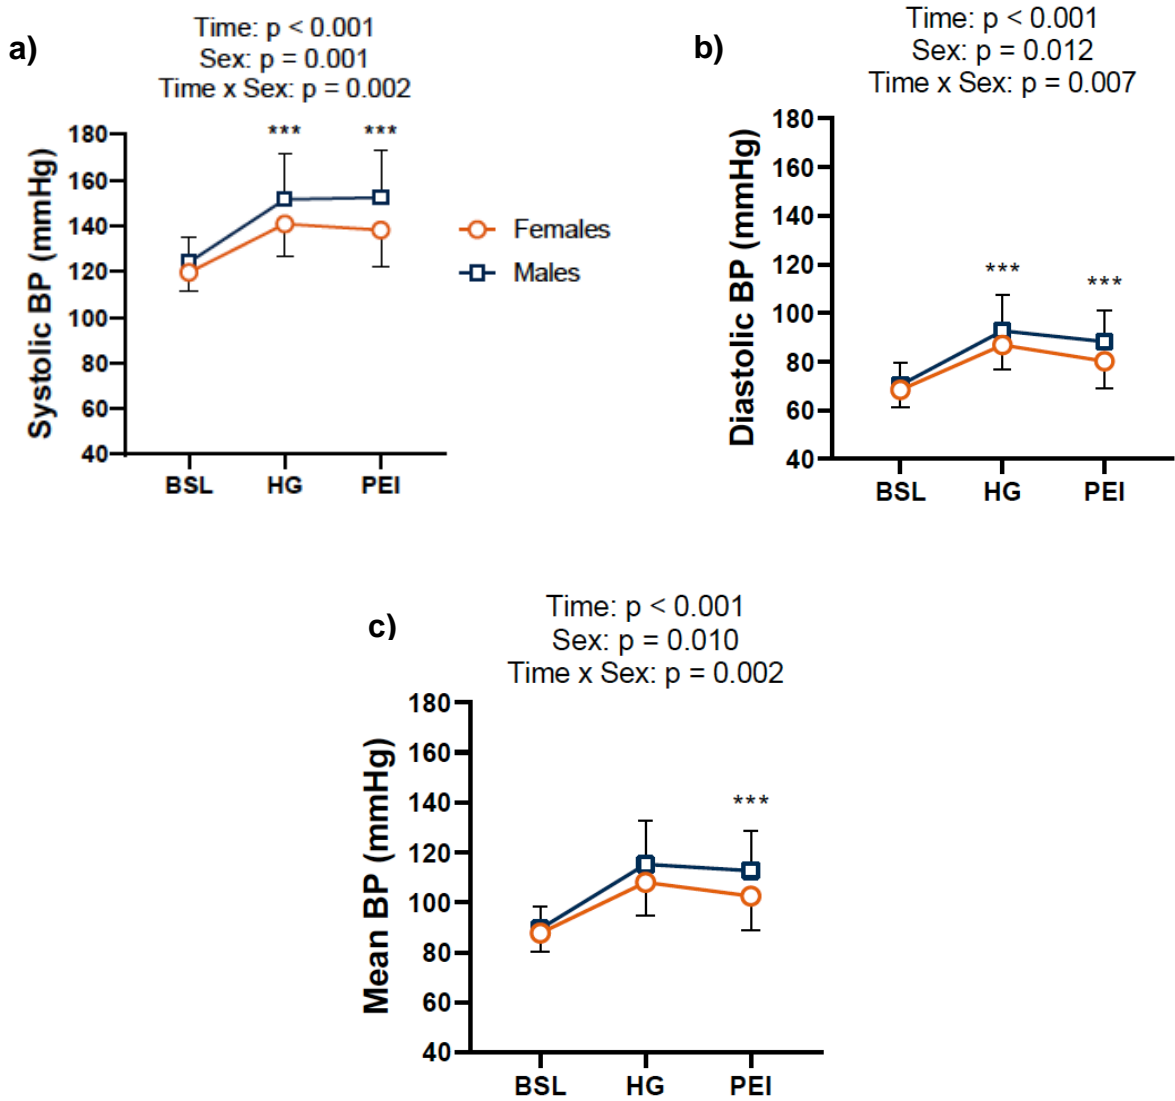 a)
Time: p < 0.001
Sex: p = 0.001
Time x Sex: p = 0.002
Systolic BP (mmHg)
180
160
140
120
100
80
60
40
*** ***
BSL HG PEI
Females
Males
b)
Time: p < 0.001
Sex: p = 0.012
Time x Sex: p = 0.007
Diastolic BP (mmHg)
180
160
140
120
100
80
60
40
***
***
BSL HG PEI
c)
Time: p < 0.001
Sex: p = 0.010
Time x Sex: p = 0.002
Mean BP (mmHg)
180
160
140
120
100
80
60
40
***
BSL HG PEI